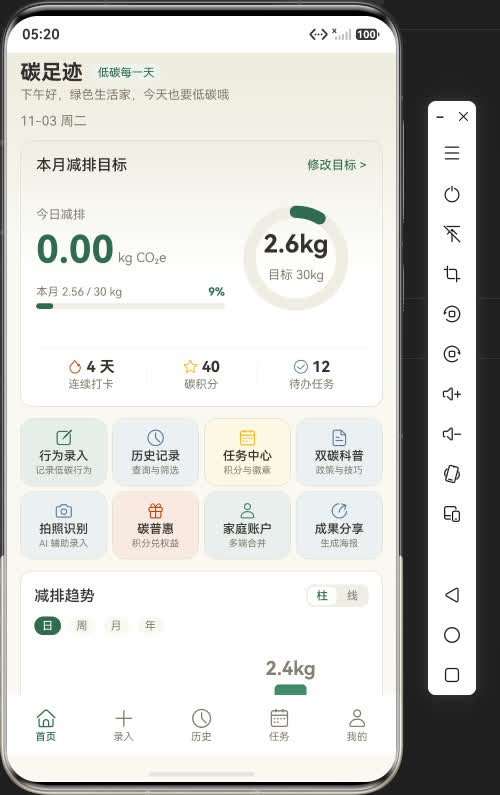 05:20
100
碳足迹
低碳每一天
下午好，绿色生活家，今天也要低碳哦
11-03 周二
本月减排目标
修改目标 >
今日减排
0.00 kg CO₂e
本月 2.56 / 30 kg
9%
2.6kg
目标 30kg
4 天
连续打卡
40
碳积分
12
待办任务
行为录入
记录低碳行为
历史记录
查询与筛选
任务中心
积分与徽章
双碳科普
政策与技巧
拍照识别
AI 辅助录入
碳普惠
积分兑权益
家庭账户
多端合并
成果分享
生成海报
减排趋势
柱
线
日
周
月
年
2.4kg
首页
录入
历史
任务
我的